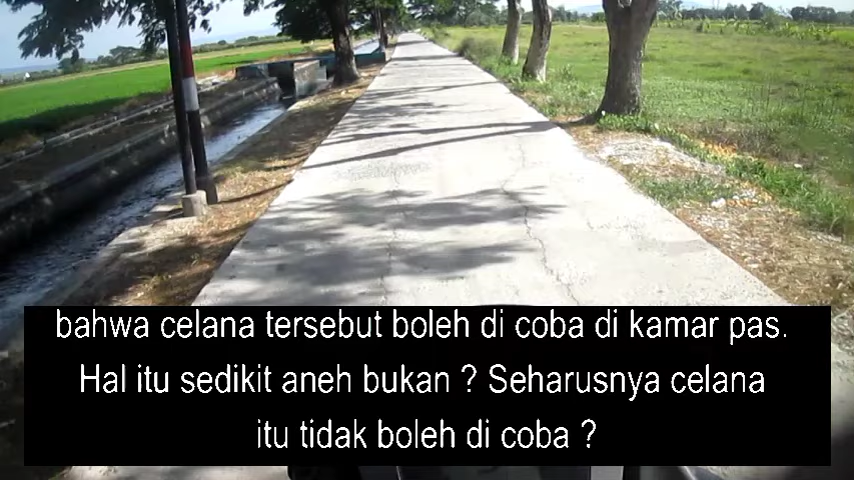 bahwa celana tersebut boleh di coba di kamar pas.
Hal itu sedikit aneh bukan ? Seharusnya celana
itu tidak boleh di coba ?